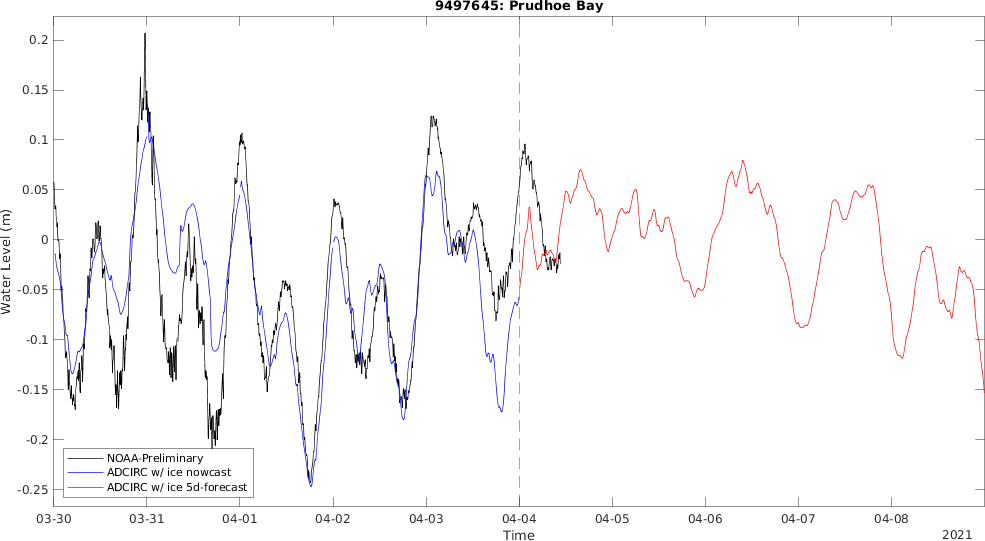 9497645: Prudhoe Bay
Water Level (m)
0.2
0.15
0.1
0.05
0
-0.05
-0.1
-0.15
-0.2
-0.25
NOAA-Preliminary
ADCIRC w/ ice nowcast
ADCIRC w/ ice 5d-forecast
03-30 03-31 04-01 04-02 04-03 04-04 04-05 04-06 04-07 04-08
Time
2021